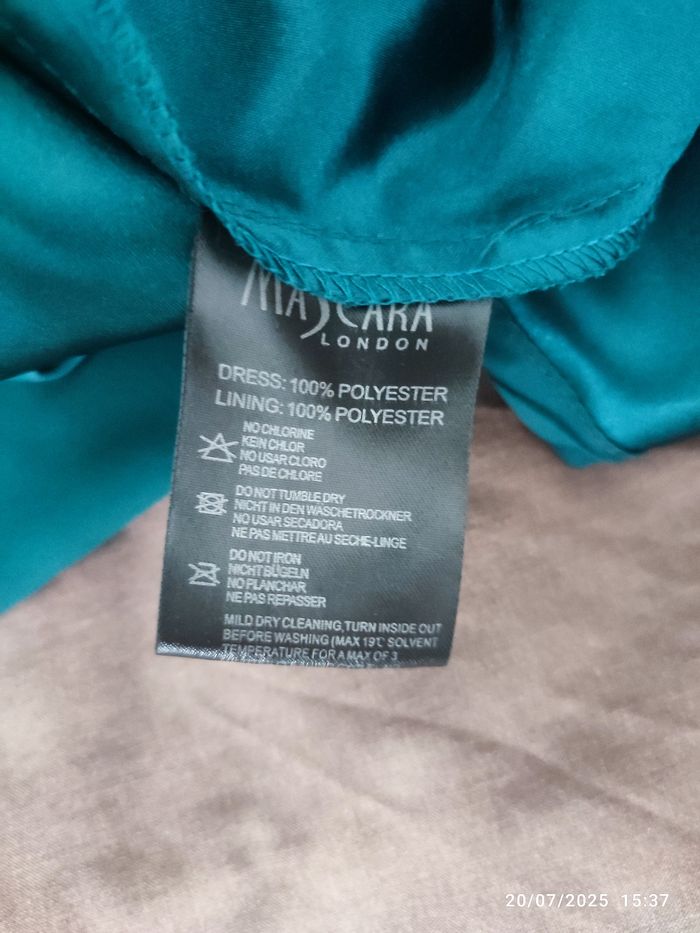 MASCARA
LONDON
DRESS: 100% POLYESTER
LINING: 100% POLYESTER
NO CHLORINE
KEIN CHLOR
NO USAR CLORO
PAS DE CHLORE
DO NOT TUMBLE DRY
NICHT IN DEN WASCHETROCKNER
NO USAR SECADORA
NE PAS METTRE AU SECHE-LINGE
DO NOT IRON
NICHT BÜGELN
NO PLANCHAR
NE PAS REPASSER
MILD DRY CLEANING, TURN INSIDE OUT
BEFORE WASHING (MAX 19℃ SOLVENT
TEMPERATURE FOR A MAX OF 3
20/07/2025 15:37